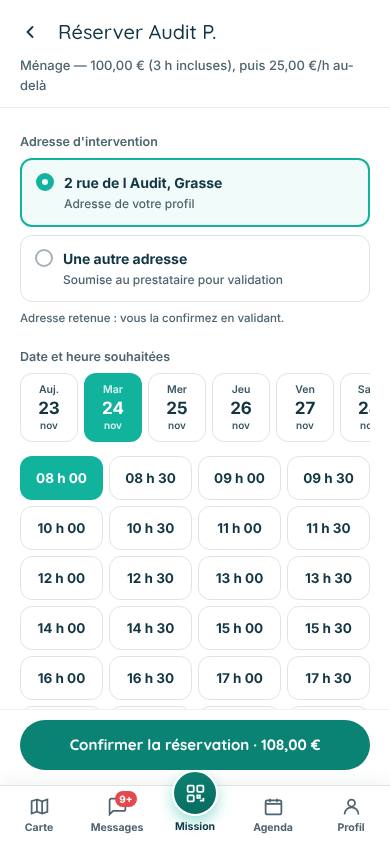 Réserver Audit P.
Ménage — 100,00 € (3 h incluses), puis 25,00 €/h au-
delà
Adresse d'intervention
2 rue de l Audit, Grasse
Adresse de votre profil
Une autre adresse
Soumise au prestataire pour validation
Adresse retenue : vous la confirmez en validant.
Date et heure souhaitées
Auj. Mar Mer Jeu Ven
23 24 25 26 27
nov nov nov nov nov
08 h 00 08 h 30 09 h 00 09 h 30
10 h 00 10 h 30 11 h 00 11 h 30
12 h 00 12 h 30 13 h 00 13 h 30
14 h 00 14 h 30 15 h 00 15 h 30
16 h 00 16 h 30 17 h 00 17 h 30
Confirmer la réservation · 108,00 €
9+
Carte Messages Mission Agenda Profil